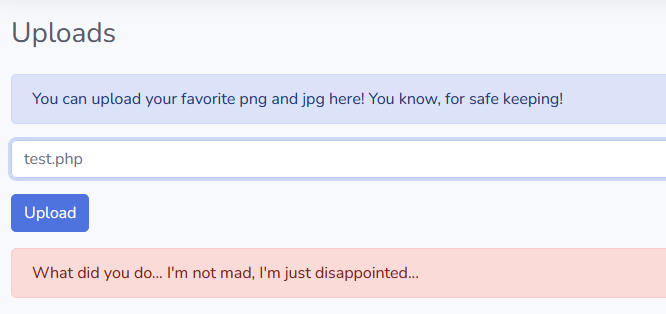 Uploads
You can upload your favorite png and jpg here! You know, for safe keeping!
test.php
Upload
What did you do... I'm not mad, I'm just disappointed...